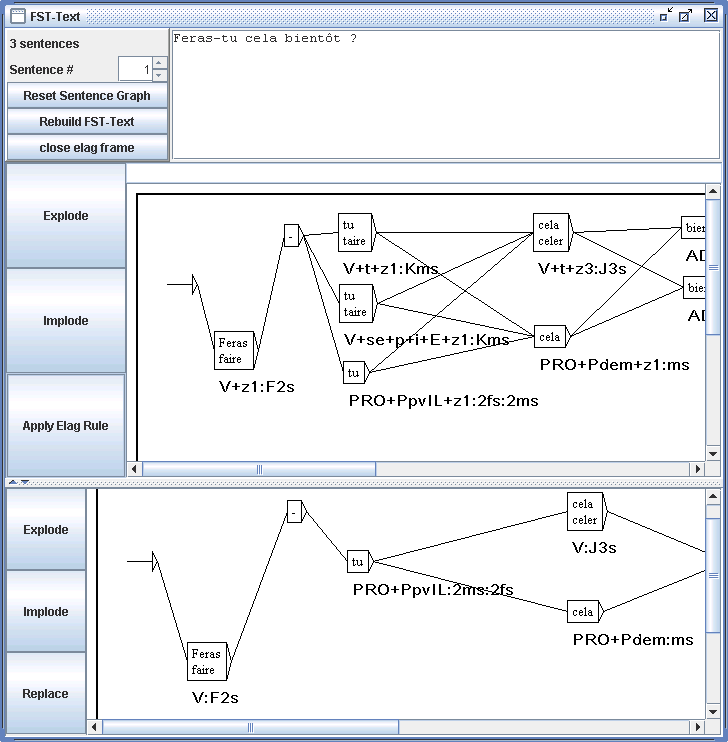 FST-Text
3 sentences
Sentence #
1
Reset Sentence Graph
Rebuild FST-Text
close elag frame
Feras-tu cela bientôt ?
Explode
Implode
Apply Elag Rule
Feras
faire
V+z1:F2s
-
tu
taire
V+t+z1:Kms
tu
taire
V+se+p+i+E+z1:Kms
tu
PRO+PpvIL+z1:2fs:2ms
cela
celer
V+t+z3:J3s
cela
PRO+Pdem+z1:ms
bier
AD
bier
AD
Explode
Implode
Replace
Feras
faire
V:F2s
-
tu
PRO+PpvIL:2ms:2fs
cela
celer
V:J3s
cela
PRO+Pdem:ms